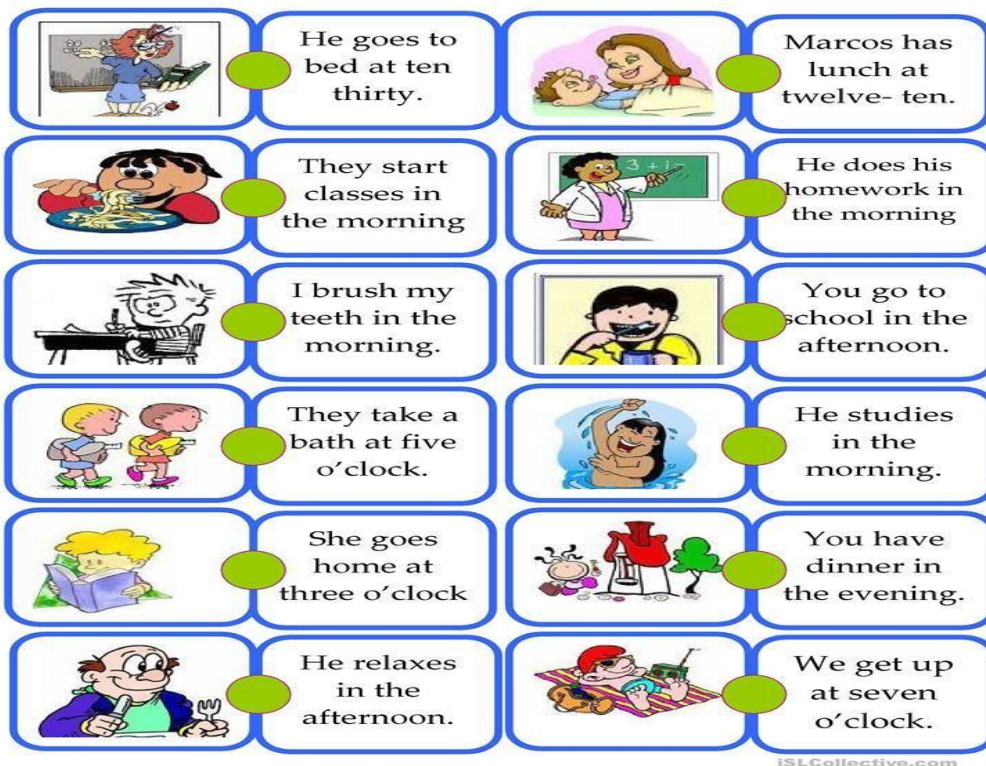 He goes to
bed at ten
thirty.
Marcos has
lunch at
twelve- ten.
They start
classes in
the morning
3 + 1=
He does his
homework in
the morning
I brush my
teeth in the
morning.
You go to
school in the
afternoon.
They take a
bath at five
o'clock.
He studies
in the
morning.
She goes
home at
three o'clock
You have
dinner in
the evening.
He relaxes
in the
afternoon.
We get up
at seven
o'clock.
iSLCollective.com